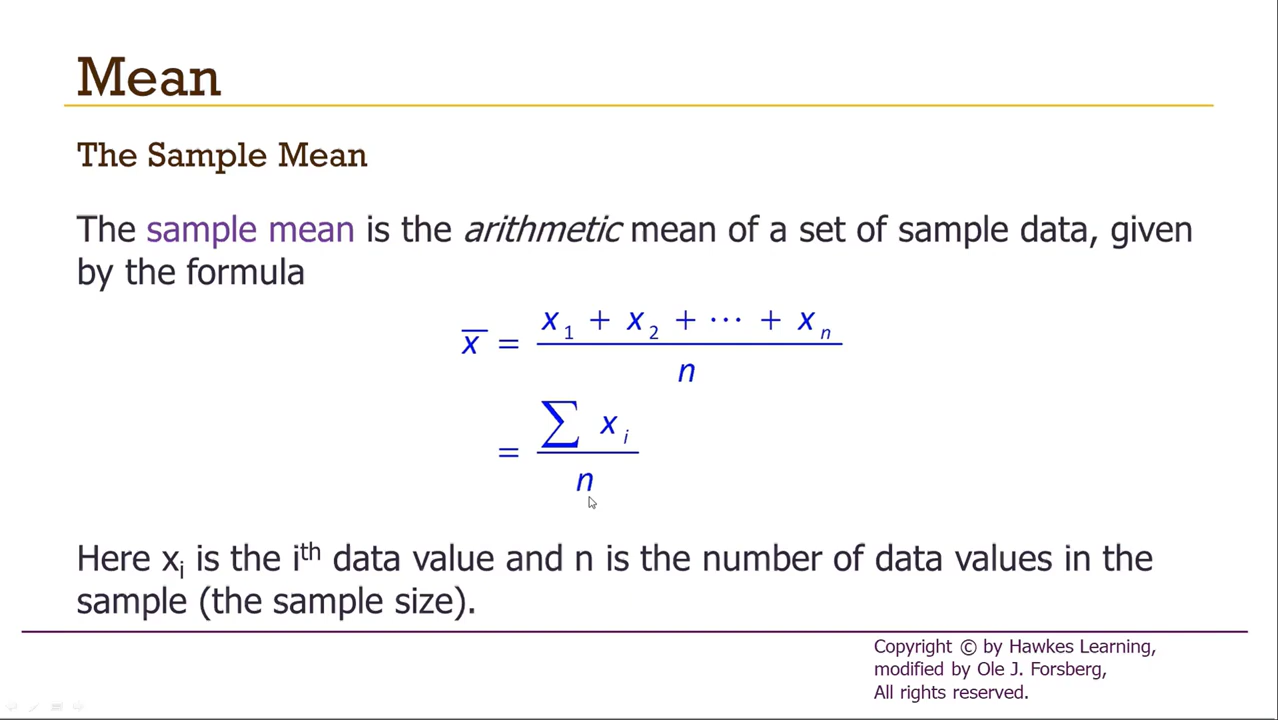 Mean
The Sample Mean
The sample mean is the arithmetic mean of a set of sample data, given
by the formula
x̄ = (x₁ + x₂ + ⋯ + xₙ) / n
= ∑ xᵢ / n
Here xᵢ is the iᵗʰ data value and n is the number of data values in the
sample (the sample size).
Copyright © by Hawkes Learning,
modified by Ole J. Forsberg,
All rights reserved.